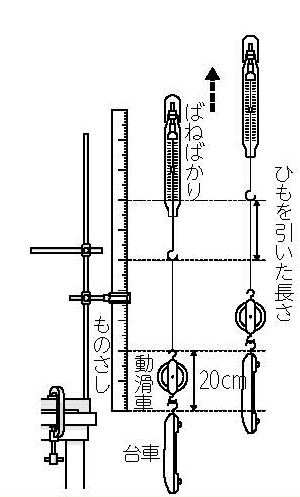 ばねばかり
ひもを引いた長さ
ものさし
動滑車
20cm
台車